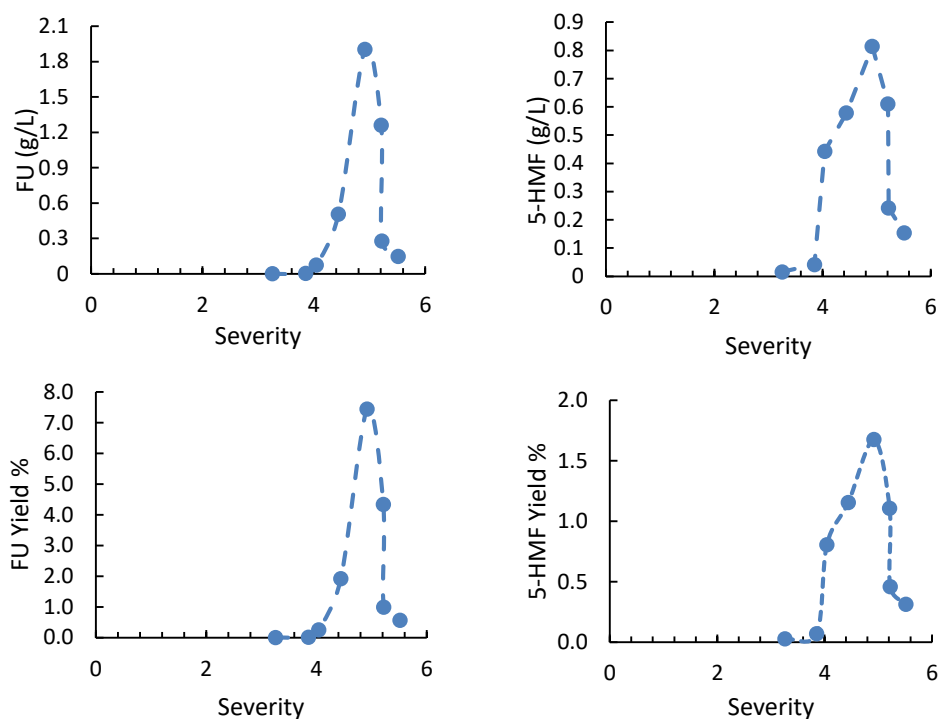 FU (g/L)
2.1
1.8
1.5
1.2
0.9
0.6
0.3
0
0 2 4 6
Severity
5-HMF (g/L)
0.9
0.8
0.7
0.6
0.5
0.4
0.3
0.2
0.1
0
0 2 4 6
Severity
FU Yield %
8.0
7.0
6.0
5.0
4.0
3.0
2.0
1.0
0.0
0 2 4 6
Severity
5-HMF Yield %
2.0
1.5
1.0
0.5
0.0
0 2 4 6
Severity